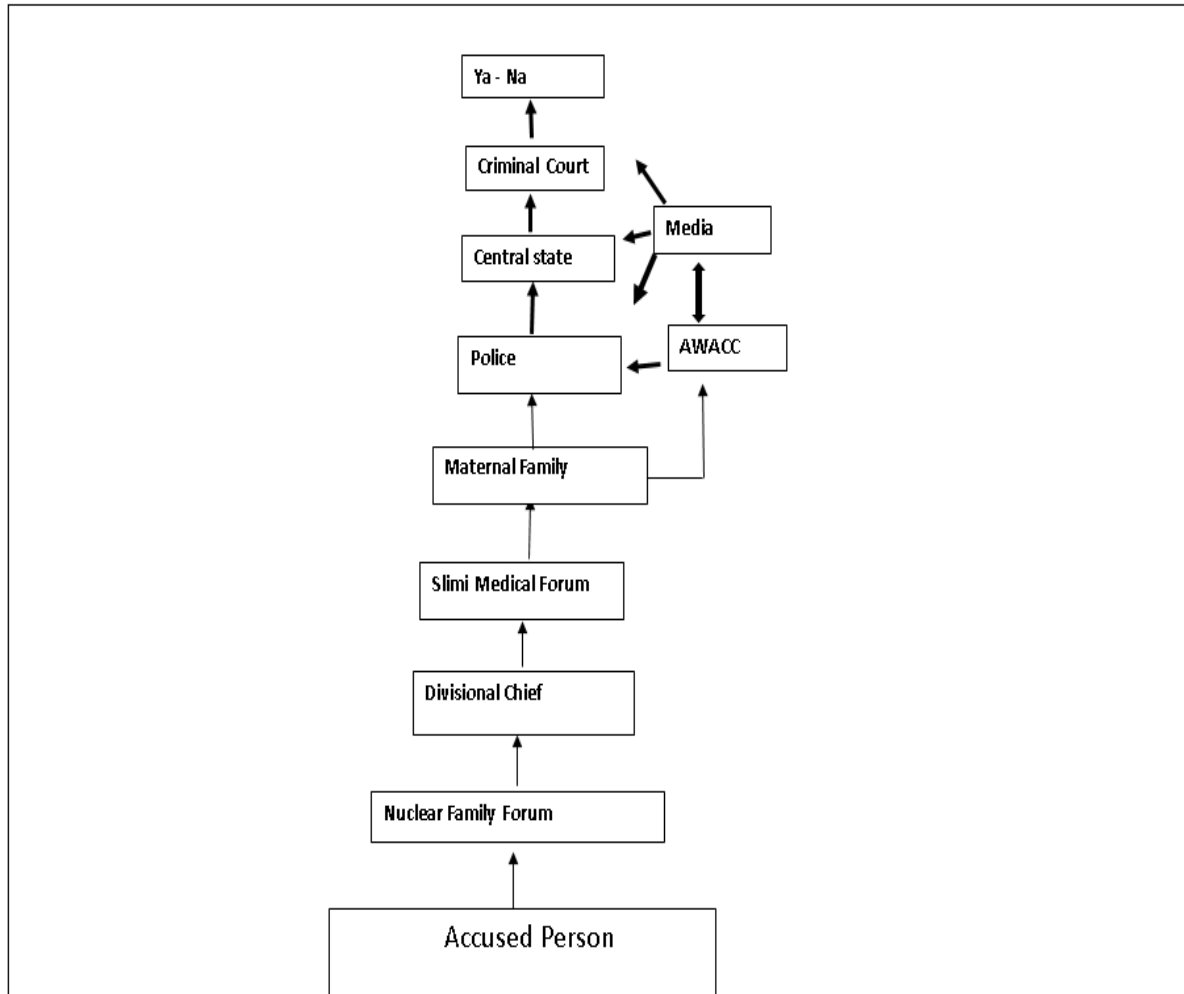 Ya - Na
Criminal Court
Media
Central state
AWACC
Police
Maternal Family
Slimi Medical Forum
Divisional Chief
Nuclear Family Forum
Accused Person